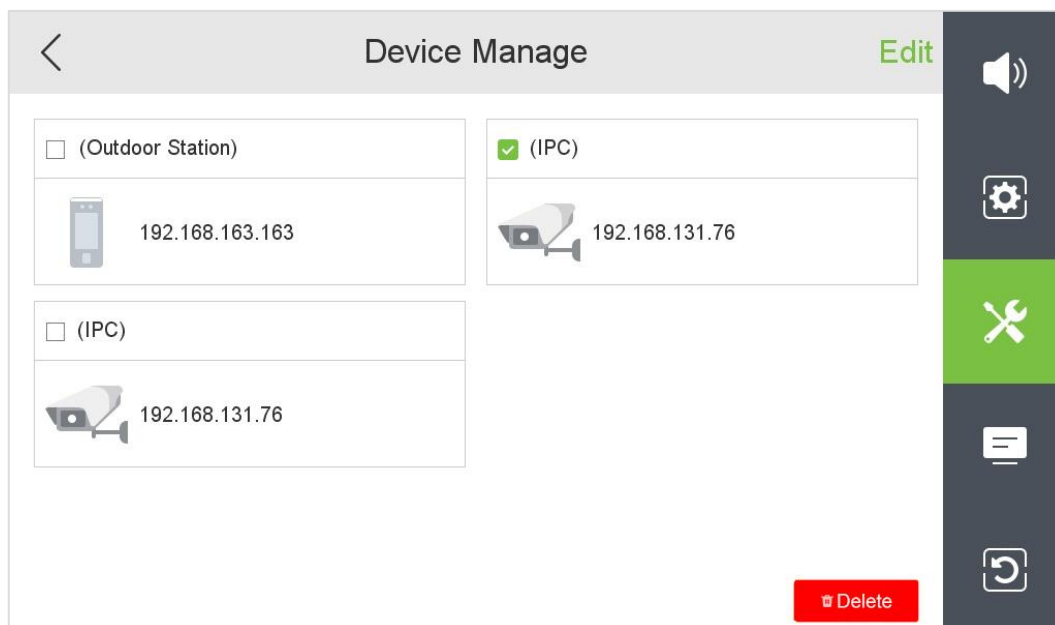 Device Manage
Edit
(Outdoor Station)
(IPC)
192.168.163.163
192.168.131.76
(IPC)
192.168.131.76
Delete